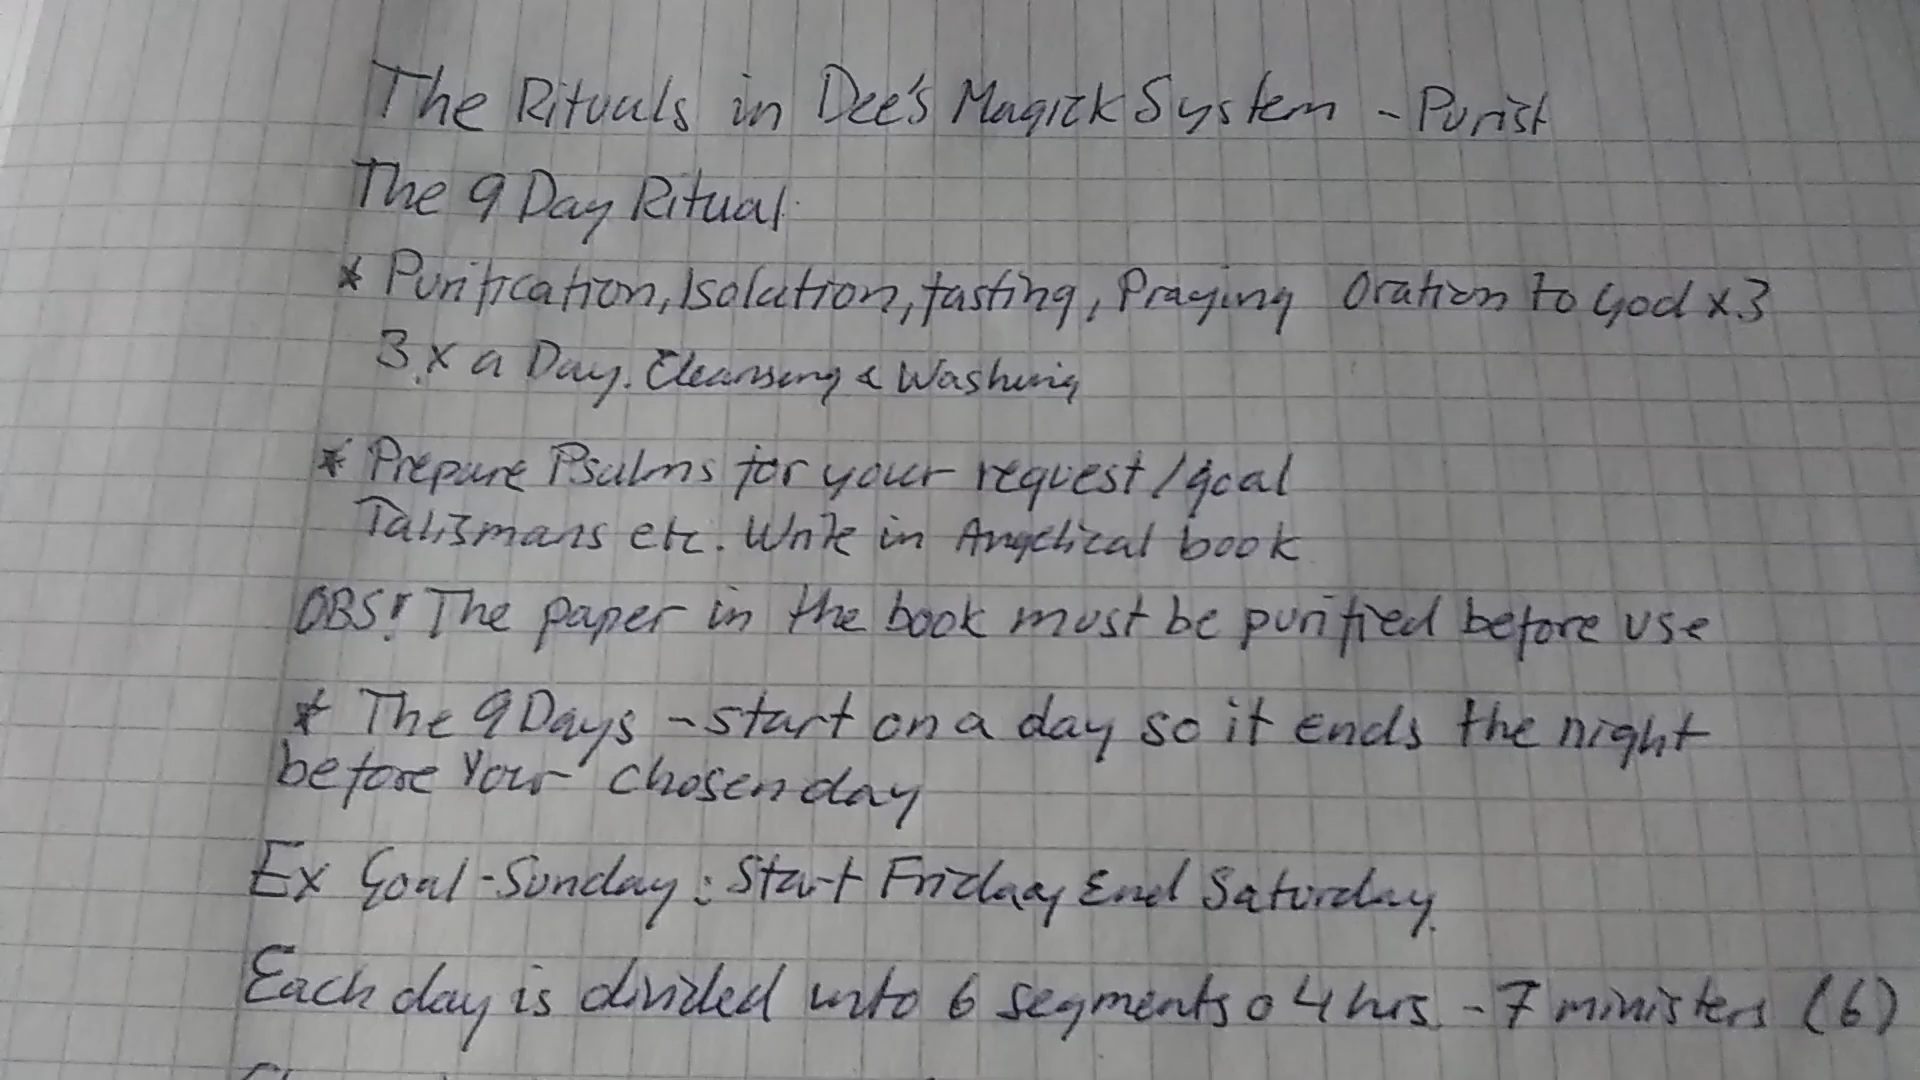 The Rituals in Dee's Magick System - Purist
The 9 Day Ritual
* Purification, Isolation, fasting, Praying Oration to God x 3
3 x a Day. Cleansing & Washing
* Prepare Psalms for your request / goal
Talismans etc. Write in Angelical book
OBS! The paper in the book must be purified before use
* The 9 Days - start on a day so it ends the night
before Your chosen day
Ex Goal - Sunday : Start Friday End Saturday.
Each day is divided into 6 segments o 4 hrs. - 7 ministers (6)